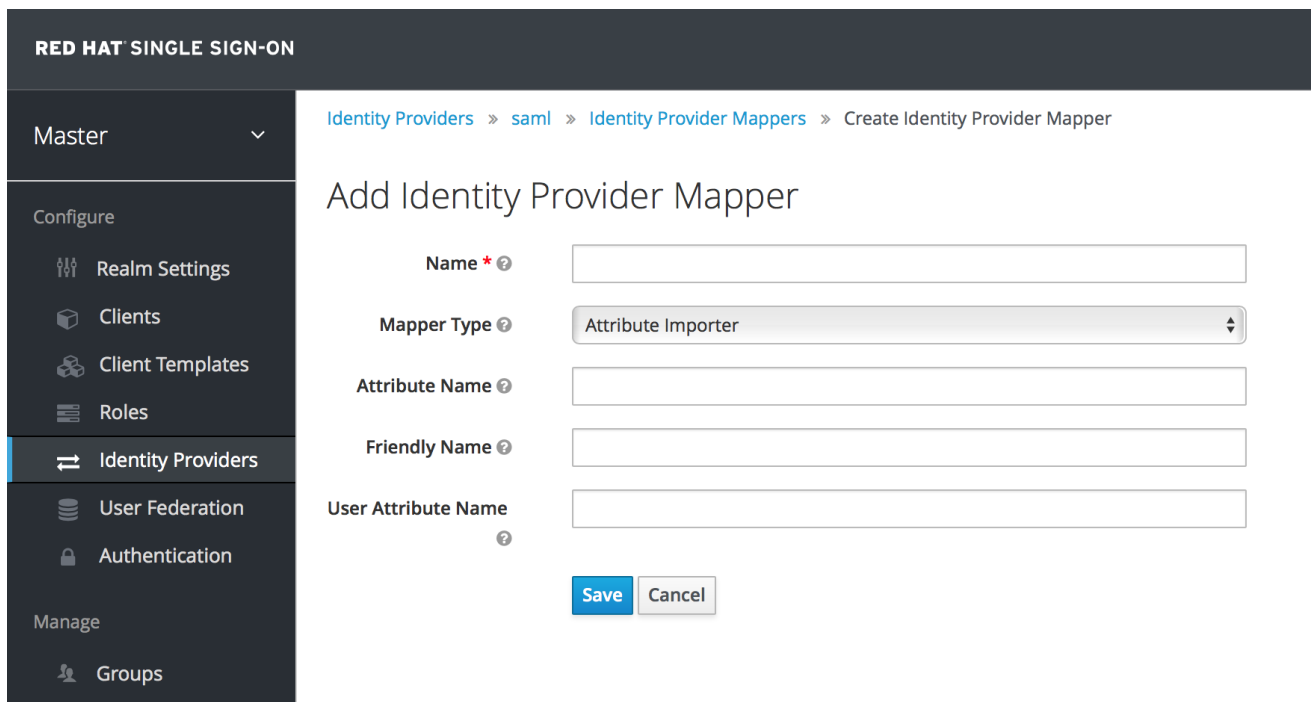 RED HAT SINGLE SIGN-ON
Master
Identity Providers » saml » Identity Provider Mappers » Create Identity Provider Mapper
Add Identity Provider Mapper
Configure
Realm Settings
Clients
Client Templates
Roles
Identity Providers
User Federation
Authentication
Manage
Groups
Name *
Mapper Type
Attribute Importer
Attribute Name
Friendly Name
User Attribute Name
Save Cancel